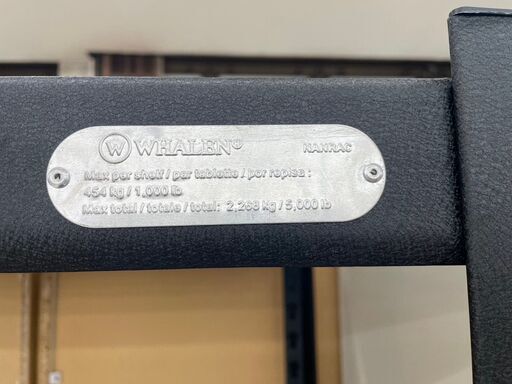 W WHALEN® NANRAC
Max per shelf / par tablette / por repisa :
454 kg / 1,000 lb
Max total / totale / total: 2,268 kg / 5,000 lb